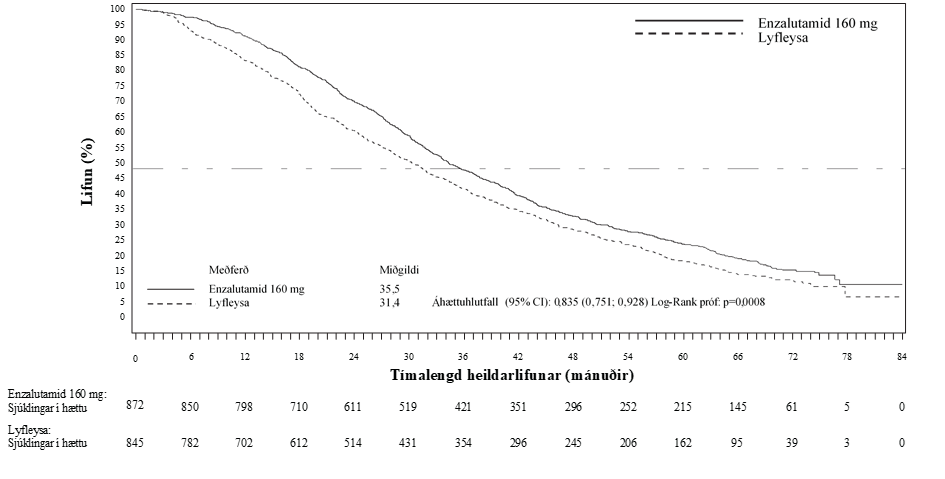 Enzalutamid 160 mg
Lyfleysa
Lifun (%)
100
95
90
85
80
75
70
65
60
55
50
45
40
35
30
25
20
15
10
5
0
Meðferð Miðgildi
Enzalutamid 160 mg 35,5
Lyfleysa 31,4 Áhættuhlutfall (95% CI): 0,835 (0,751; 0,928) Log-Rank próf: p=0,0008
0 6 12 18 24 30 36 42 48 54 60 66 72 78 84
Tímalengd heildarlifunar (mánuðir)
Enzalutamid 160 mg:
Sjúklingar í hættu 872 850 798 710 611 519 421 351 296 252 215 145 61 5 0
Lyfleysa:
Sjúklingar í hættu 845 782 702 612 514 431 354 296 245 206 162 95 39 3 0